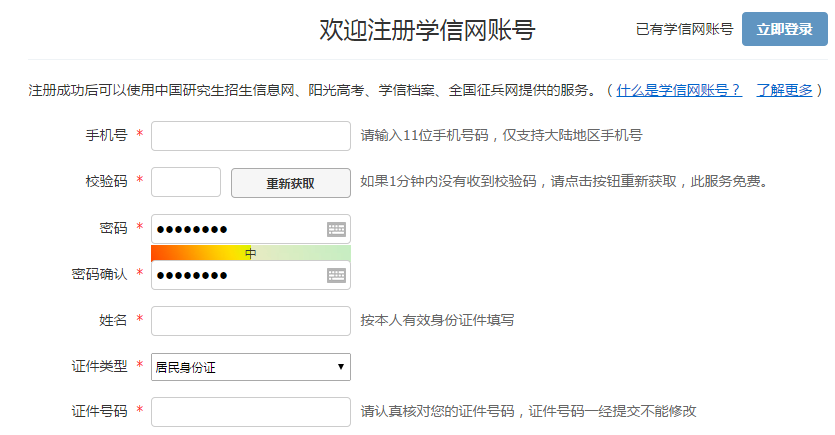 欢迎注册学信网账号 已有学信网账号 立即登录
注册成功后可以使用中国研究生招生信息网、阳光高考、学信档案、全国征兵网提供的服务。（什么是学信网账号？ 了解更多）
手机号 * 请输入11位手机号码，仅支持大陆地区手机号
校验码 * 重新获取 如果1分钟内没有收到校验码，请点击按钮重新获取，此服务免费。
密码 * ●●●●●●●●
中
密码确认 * ●●●●●●●●
姓名 * 按本人有效身份证件填写
证件类型 * 居民身份证
证件号码 * 请认真核对您的证件号码，证件号码一经提交不能修改